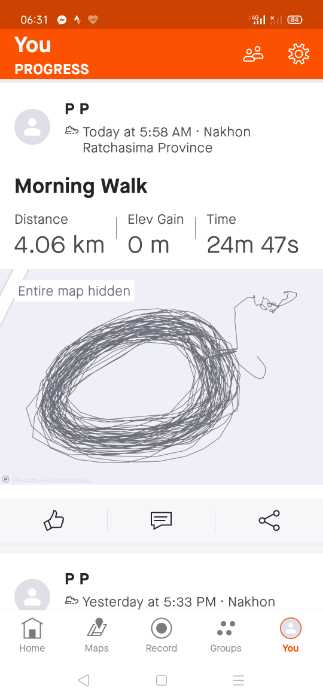 06:31
84
You
PROGRESS
P P
Today at 5:58 AM · Nakhon
Ratchasima Province
Morning Walk
Distance
Elev Gain
Time
4.06 km
0 m
24m 47s
Entire map hidden
P P
Yesterday at 5:33 PM · Nakhon
Home
Maps
Record
Groups
You